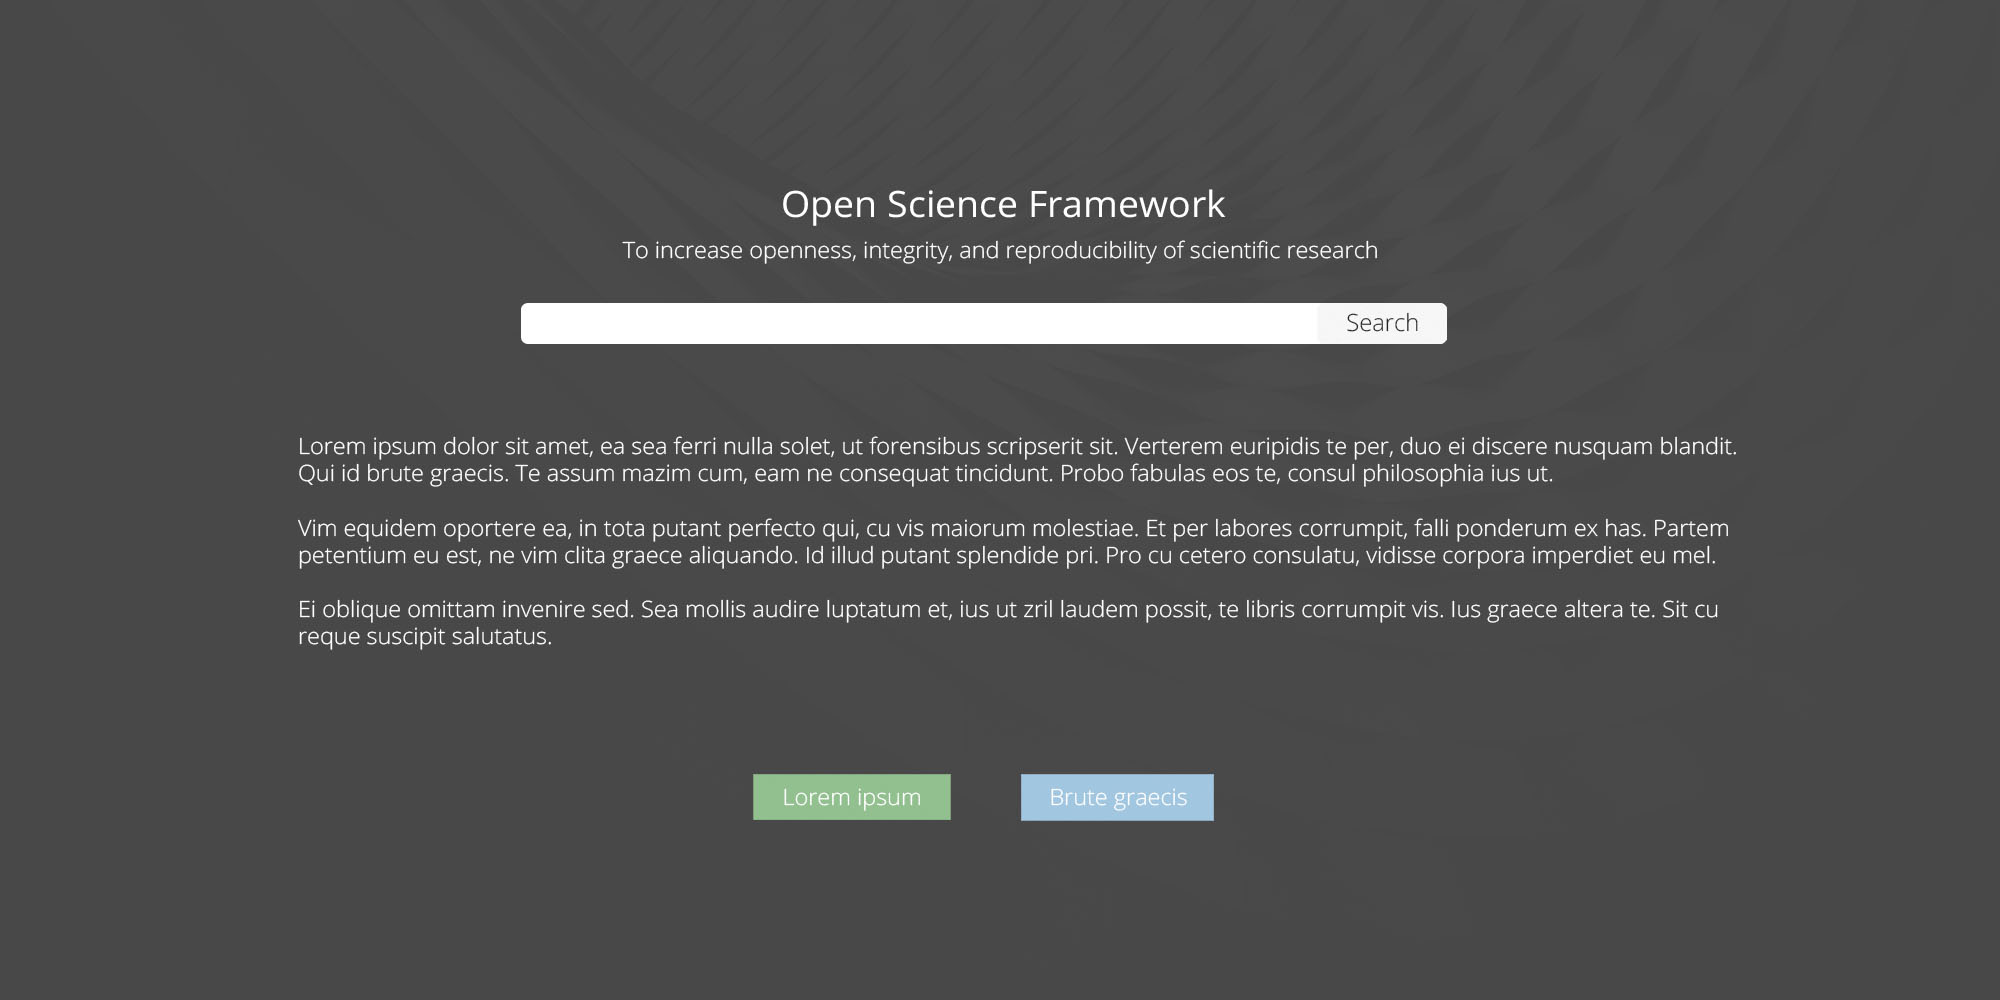 Open Science Framework
To increase openness, integrity, and reproducibility of scientific research
Search
Lorem ipsum dolor sit amet, ea sea ferri nulla solet, ut forensibus scripserit sit. Verterem euripidis te per, duo ei discere nusquam blandit.
Qui id brute graecis. Te assum mazim cum, eam ne consequat tincidunt. Probo fabulas eos te, consul philosophia ius ut.
Vim equidem oportere ea, in tota putant perfecto qui, cu vis maiorum molestiae. Et per labores corrumpit, falli ponderum ex has. Partem
petentium eu est, ne vim clita graece aliquando. Id illud putant splendide pri. Pro cu cetero consulatu, vidisse corpora imperdiet eu mel.
Ei oblique omittam invenire sed. Sea mollis audire luptatum et, ius ut zril laudem possit, te libris corrumpit vis. Ius graece altera te. Sit cu
reque suscipit salutatus.
Lorem ipsum
Brute graecis